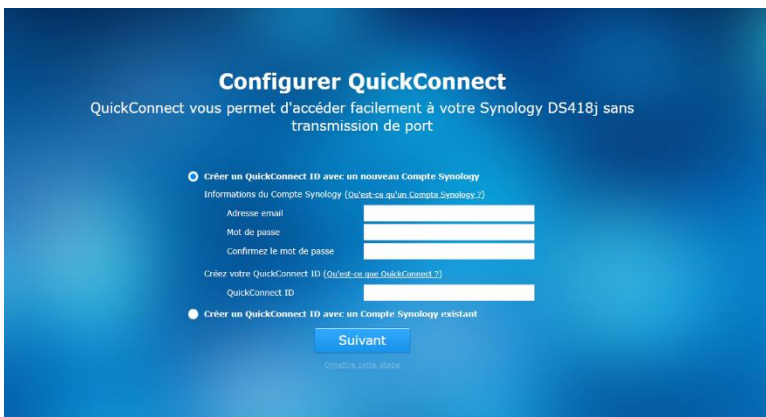 Configurer QuickConnect
QuickConnect vous permet d'accéder facilement à votre Synology DS418j sans
transmission de port
Créer un QuickConnect ID avec un nouveau Compte Synology
Informations du Compte Synology (Qu'est-ce qu'un Compte Synology ?)
Adresse email
Mot de passe
Confirmez le mot de passe
Créez votre QuickConnect ID (Qu'est-ce que QuickConnect ?)
QuickConnect ID
Créer un QuickConnect ID avec un Compte Synology existant
Suivant
Omettre cette étape